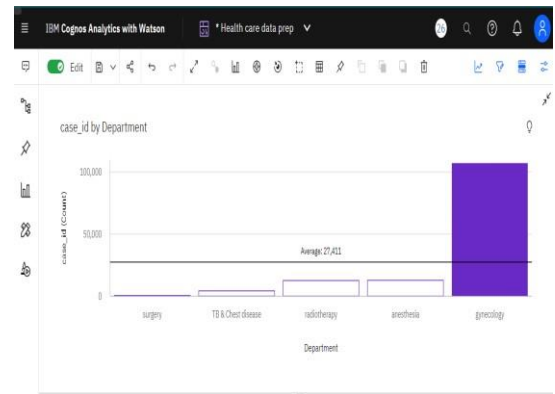 IBM Cognos Analytics with Watson
* Health care data prep
26
Edit
case_id by Department
100,000
50,000
0
case_id (Count)
Average: 27,411
surgery
TB & Chest disease
radiotherapy
anesthesia
gynecology
Department